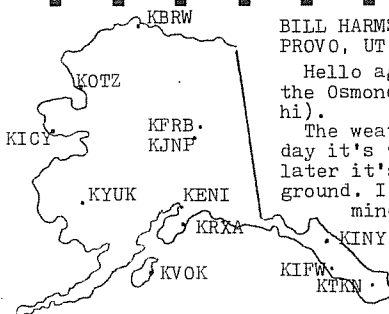 KBRW
BILL HARMS
PROVO, UT
Hello ag
the Osmon
hi).
The weat
day it's
later it's
ground. I
min
KOTZ
KICY
KFRB
KJNP
KYUK
KENI
KRXA
KINY
KVOK
KIFW
KTKN